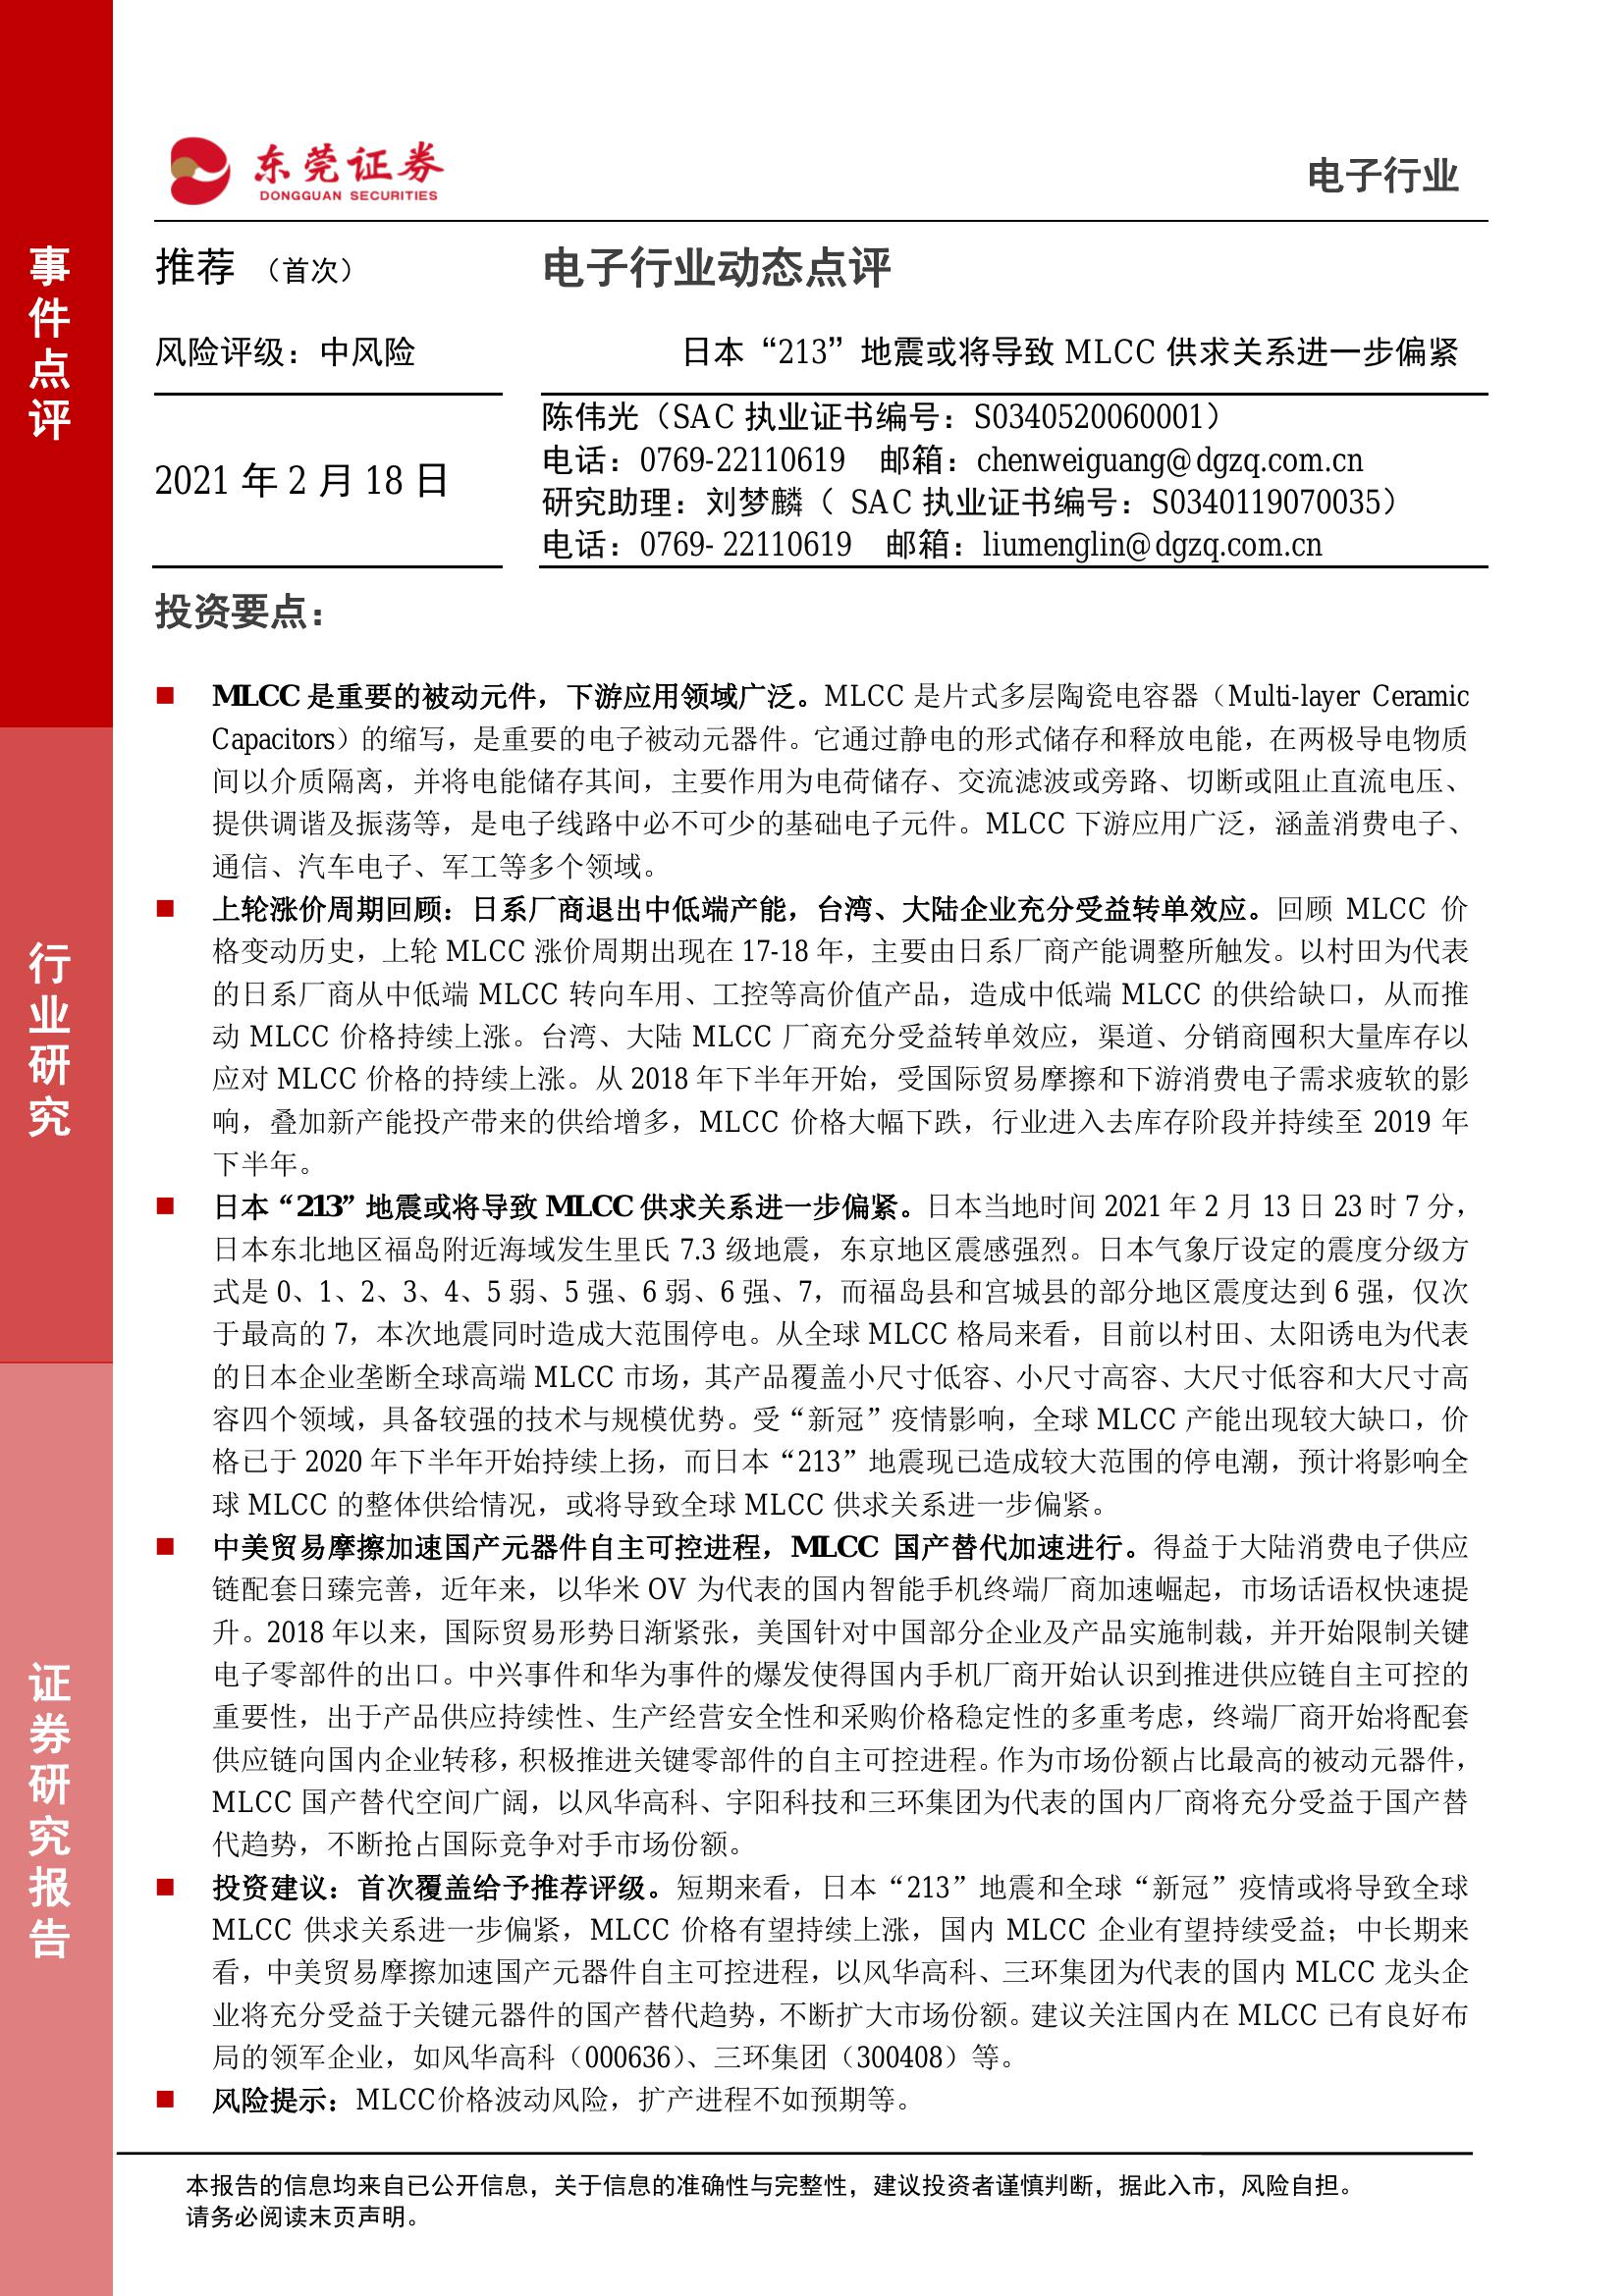 东莞证券
DONGGUAN SECURITIES
电子行业
事件点评
行业研究
证券研究报告
推荐 （首次）
电子行业动态点评
风险评级：中风险
日本“213”地震或将导致 MLCC 供求关系进一步偏紧
2021 年 2 月 18 日
陈伟光（SAC 执业证书编号：S0340520060001）
电话：0769-22110619 邮箱：chenweiguang@dgzq.com.cn
研究助理：刘梦麟（ SAC 执业证书编号：S0340119070035）
电话：0769- 22110619 邮箱：liumenglin@dgzq.com.cn
投资要点：
■ MLCC 是重要的被动元件，下游应用领域广泛。MLCC 是片式多层陶瓷电容器（Multi-layer Ceramic
Capacitors）的缩写，是重要的电子被动元器件。它通过静电的形式储存和释放电能，在两极导电物质
间以介质隔离，并将电能储存其间，主要作用为电荷储存、交流滤波或旁路、切断或阻止直流电压、
提供调谐及振荡等，是电子线路中必不可少的基础电子元件。MLCC 下游应用广泛，涵盖消费电子、
通信、汽车电子、军工等多个领域。
■ 上轮涨价周期回顾：日系厂商退出中低端产能，台湾、大陆企业充分受益转单效应。回顾 MLCC 价
格变动历史，上轮 MLCC 涨价周期出现在 17-18 年，主要由日系厂商产能调整所触发。以村田为代表
的日系厂商从中低端 MLCC 转向车用、工控等高价值产品，造成中低端 MLCC 的供给缺口，从而推
动 MLCC 价格持续上涨。台湾、大陆 MLCC 厂商充分受益转单效应，渠道、分销商囤积大量库存以
应对 MLCC 价格的持续上涨。从 2018 年下半年开始，受国际贸易摩擦和下游消费电子需求疲软的影
响，叠加新产能投产带来的供给增多，MLCC 价格大幅下跌，行业进入去库存阶段并持续至 2019 年
下半年。
■ 日本“213”地震或将导致 MLCC 供求关系进一步偏紧。日本当地时间 2021 年 2 月 13 日 23 时 7 分，
日本东北地区福岛附近海域发生里氏 7.3 级地震，东京地区震感强烈。日本气象厅设定的震度分级方
式是 0、1、2、3、4、5 弱、5 强、6 弱、6 强、7，而福岛县和宫城县的部分地区震度达到 6 强，仅次
于最高的 7，本次地震同时造成大范围停电。从全球 MLCC 格局来看，目前以村田、太阳诱电为代表
的日本企业垄断全球高端 MLCC 市场，其产品覆盖小尺寸低容、小尺寸高容、大尺寸低容和大尺寸高
容四个领域，具备较强的技术与规模优势。受“新冠”疫情影响，全球 MLCC 产能出现较大缺口，价
格已于 2020 年下半年开始持续上扬，而日本“213”地震现已造成较大范围的停电潮，预计将影响全
球 MLCC 的整体供给情况，或将导致全球 MLCC 供求关系进一步偏紧。
■ 中美贸易摩擦加速国产元器件自主可控进程，MLCC 国产替代加速进行。得益于大陆消费电子供应
链配套日臻完善，近年来，以华米 OV 为代表的国内智能手机终端厂商加速崛起，市场话语权快速提
升。2018 年以来，国际贸易形势日渐紧张，美国针对中国部分企业及产品实施制裁，并开始限制关键
电子零部件的出口。中兴事件和华为事件的爆发使得国内手机厂商开始认识到推进供应链自主可控的
重要性，出于产品供应持续性、生产经营安全性和采购价格稳定性的多重考虑，终端厂商开始将配套
供应链向国内企业转移，积极推进关键零部件的自主可控进程。作为市场份额占比最高的被动元器件，
MLCC 国产替代空间广阔，以风华高科、宇阳科技和三环集团为代表的国内厂商将充分受益于国产替
代趋势，不断抢占国际竞争对手市场份额。
■ 投资建议：首次覆盖给予推荐评级。短期来看，日本“213”地震和全球“新冠”疫情或将导致全球
MLCC 供求关系进一步偏紧，MLCC 价格有望持续上涨，国内 MLCC 企业有望持续受益；中长期来
看，中美贸易摩擦加速国产元器件自主可控进程，以风华高科、三环集团为代表的国内 MLCC 龙头企
业将充分受益于关键元器件的国产替代趋势，不断扩大市场份额。建议关注国内在 MLCC 已有良好布
局的领军企业，如风华高科（000636）、三环集团（300408）等。
■ 风险提示：MLCC价格波动风险，扩产进程不如预期等。
本报告的信息均来自已公开信息，关于信息的准确性与完整性，建议投资者谨慎判断，据此入市，风险自担。
请务必阅读末页声明。